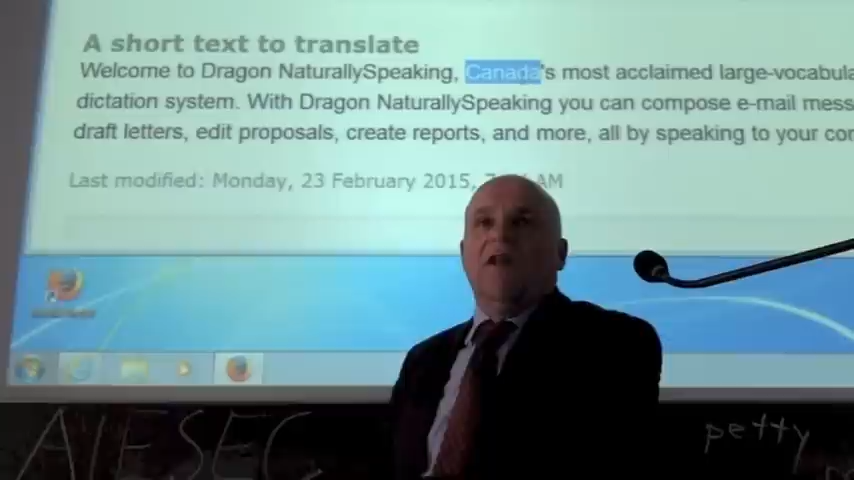 A short text to translate
Welcome to Dragon NaturallySpeaking, Canada's most acclaimed large-vocabula
dictation system. With Dragon NaturallySpeaking you can compose e-mail mess
draft letters, edit proposals, create reports, and more, all by speaking to your con
Last modified: Monday, 23 February 2015, AM
AIESEC
petty